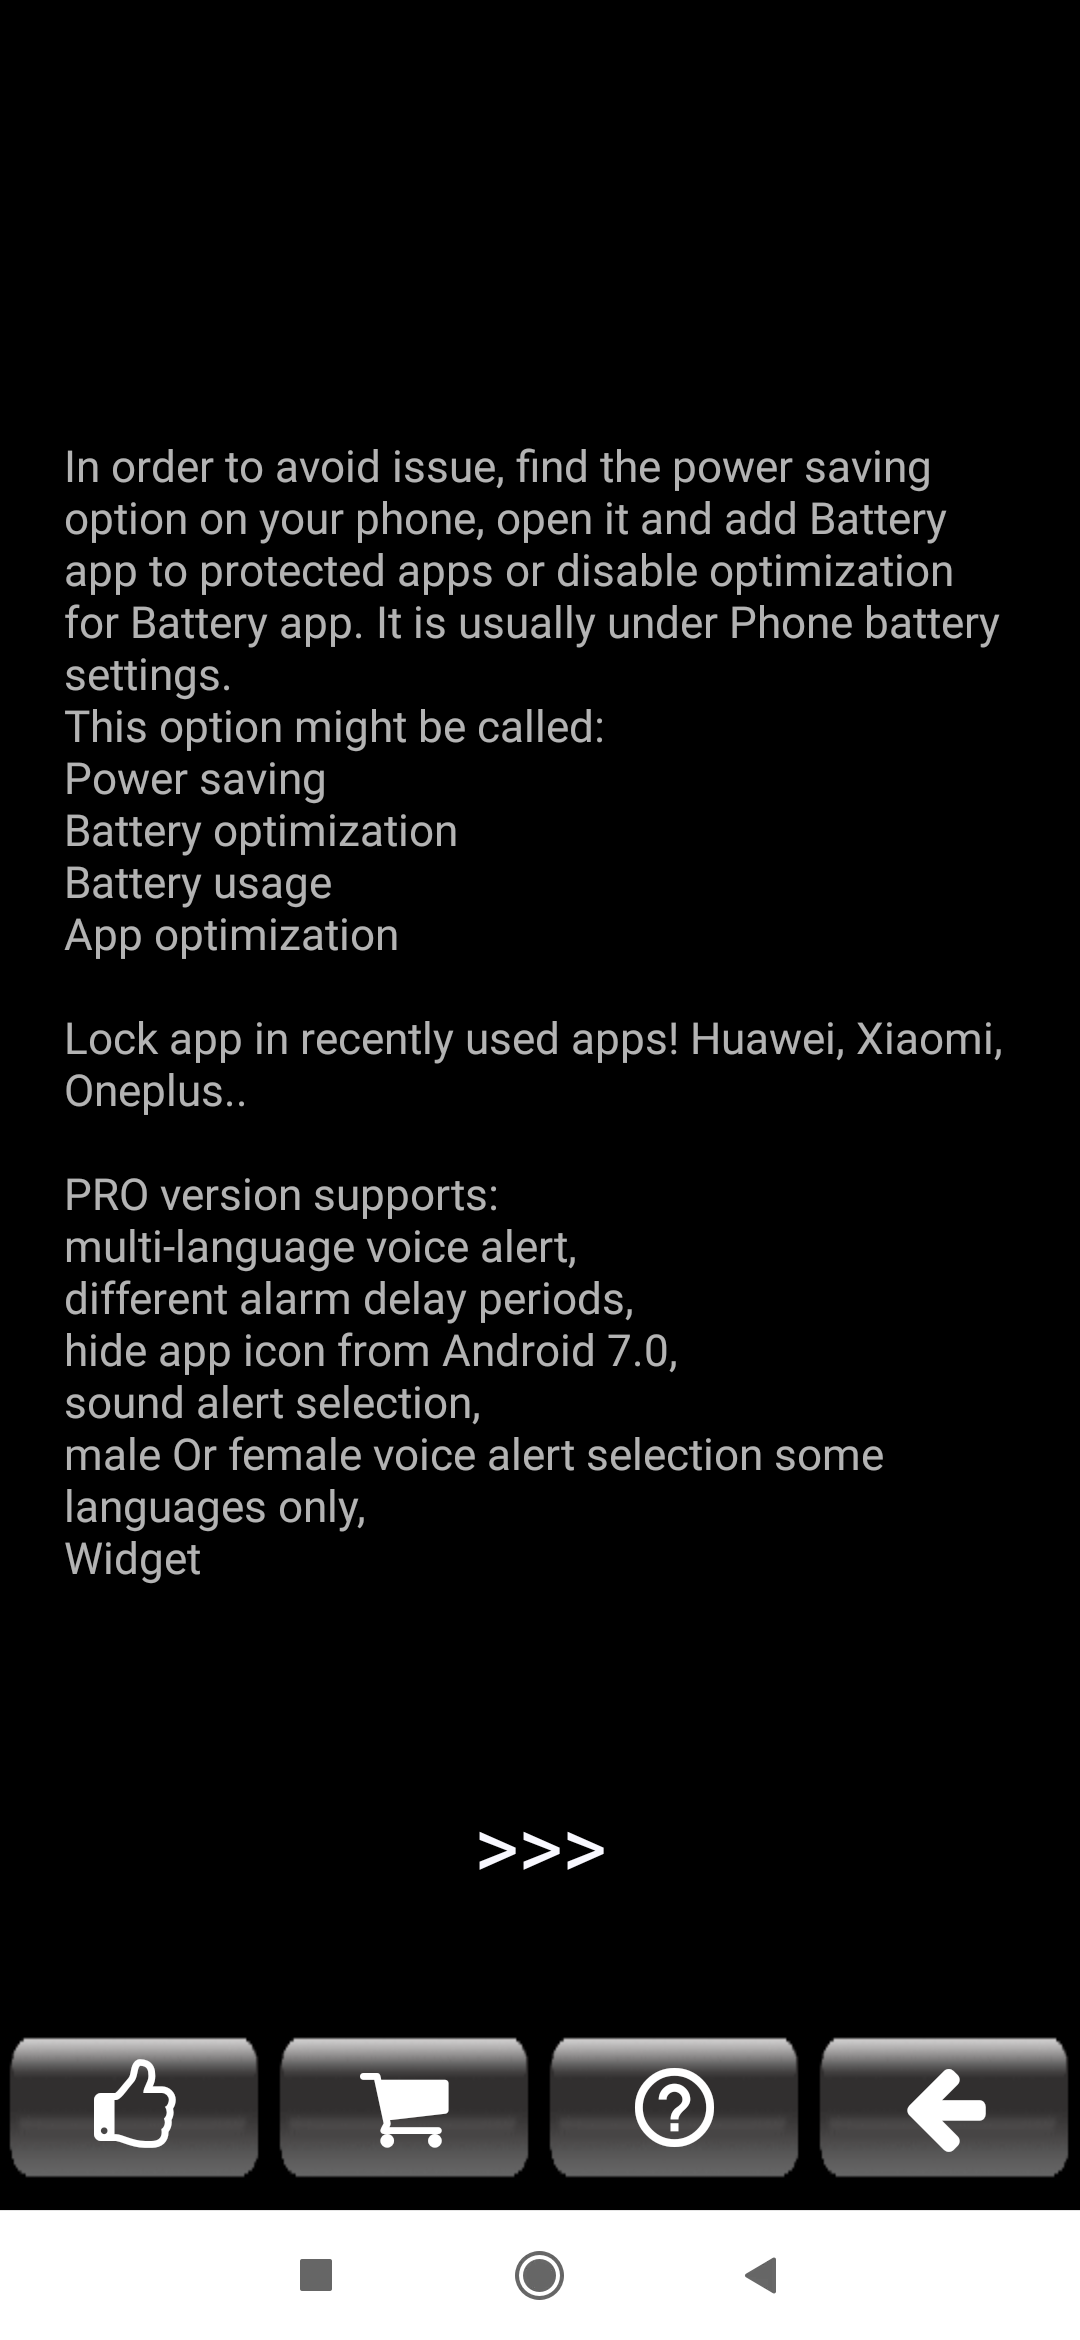 In order to avoid issue, find the power saving
option on your phone, open it and add Battery
app to protected apps or disable optimization
for Battery app. It is usually under Phone battery
settings.
This option might be called:
Power saving
Battery optimization
Battery usage
App optimization
Lock app in recently used apps! Huawei, Xiaomi,
Oneplus..
PRO version supports:
multi-language voice alert,
different alarm delay periods,
hide app icon from Android 7.0,
sound alert selection,
male Or female voice alert selection some
languages only,
Widget
>>>